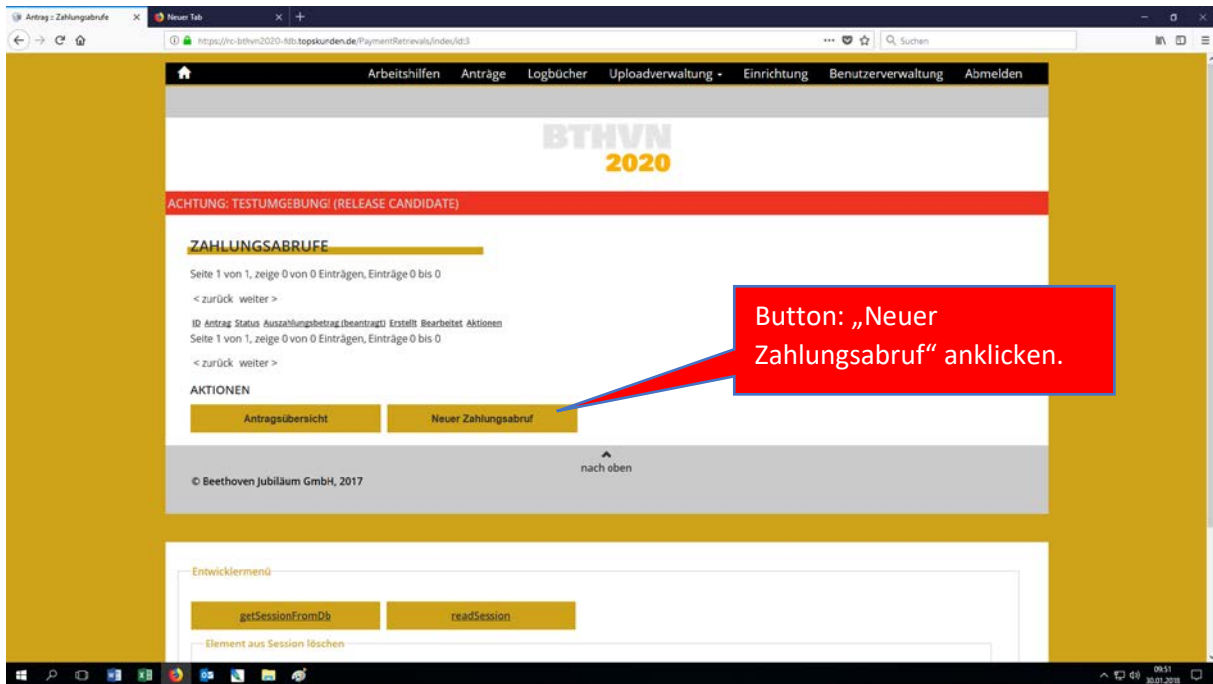 Antrag :: Zahlungsabrufe
Neuer Tab
https://rc-bthvn2020-fdb.topskunden.de/PaymentRetrievals/index/id:3
Suchen
Arbeitshilfen Anträge Logbücher Uploadverwaltung Einrichtung Benutzerverwaltung Abmelden
BTHVN
2020
ACHTUNG: TESTUMGEBUNG! (RELEASE CANDIDATE)
ZAHLUNGSABRUFE
Seite 1 von 1, zeige 0 von 0 Einträgen, Einträge 0 bis 0
< zurück weiter >
ID Antrag Status Auszahlungsbetrag (beantragt) Erstellt Bearbeitet Aktionen
Seite 1 von 1, zeige 0 von 0 Einträgen, Einträge 0 bis 0
< zurück weiter >
AKTIONEN
Antragsübersicht Neuer Zahlungsabruf
Button: „Neuer
Zahlungsabruf“ anklicken.
nach oben
© Beethoven Jubiläum GmbH, 2017
Entwicklermenü
getSessionFromDb readSession
Element aus Session löschen
09:51
30.01.2018